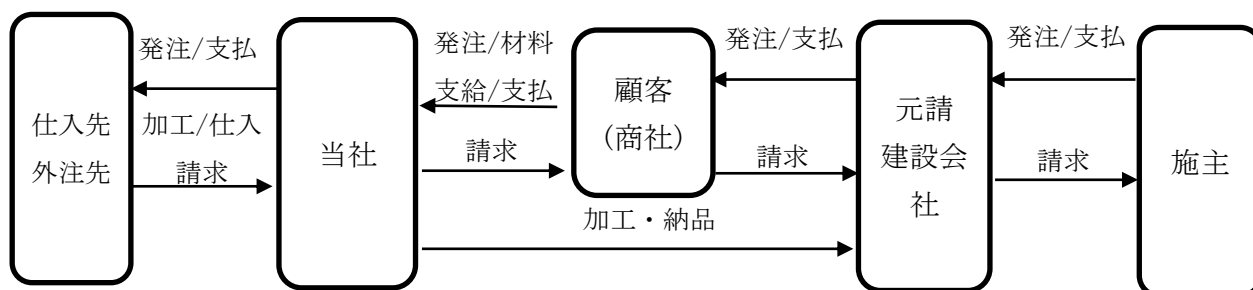 仕入先
外注先
発注/支払
加工/仕入
請求
当社
発注/材料
支給/支払
請求
顧客
(商社)
発注/支払
請求
加工・納品
元請
建設会
社
発注/支払
請求
施主